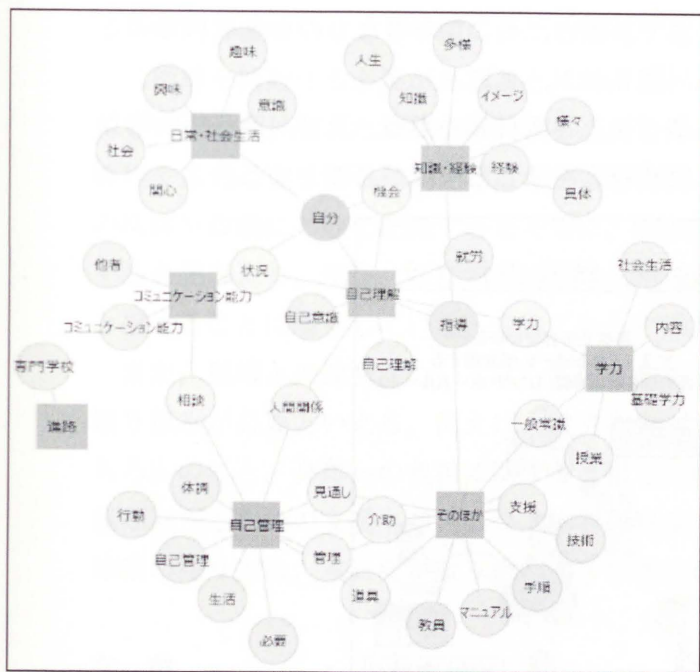 趣味
多様
人生
興味
知識
イメージ
意識
日常・社会生活
様々
社会
知識・経験
経験
関心
機会
具体
自分
他者
状況
就労
社会生活
コミュニケーション能力
自己理解
コミュニケーション能力
自己意識
指導
学力
内容
専門学校
自己理解
学力
進路
相談
人間関係
基礎学力
一般常識
授業
体調
見通し
行動
自己管理
介助
そのほか
支援
自己管理
管理
技術
生活
道具
手順
必要
教員
マニュアル